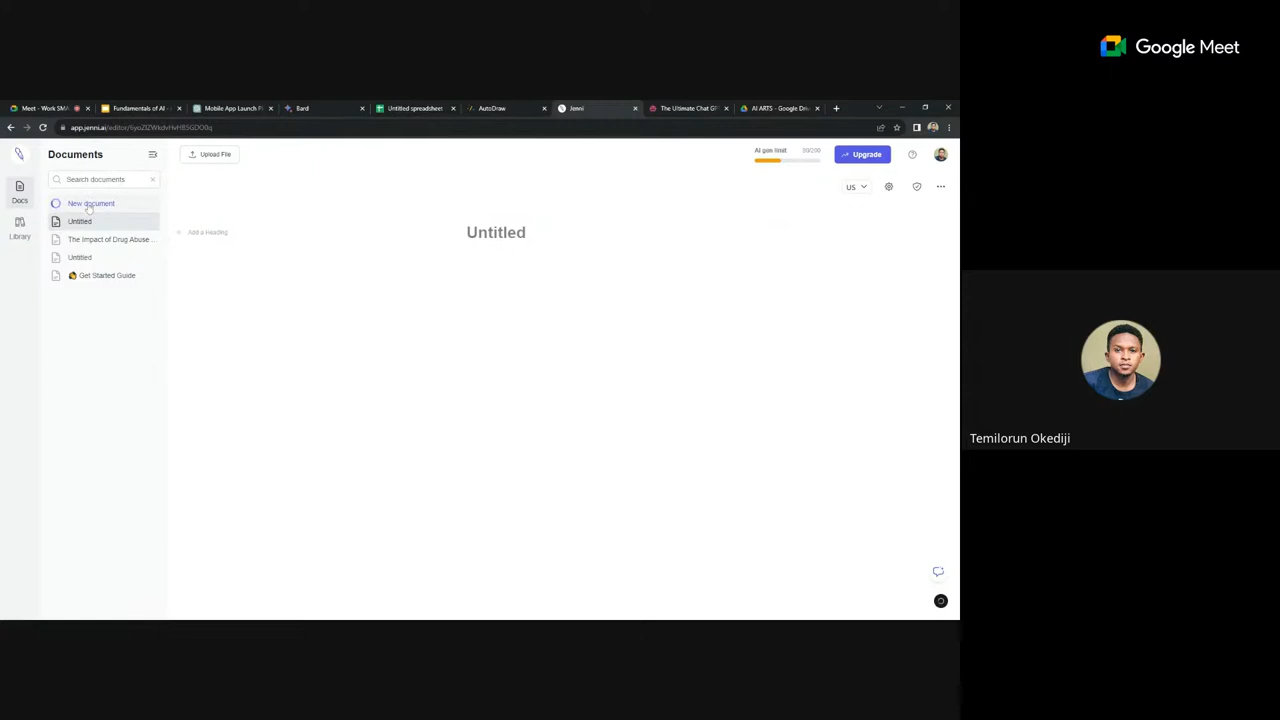 Google Meet
Meet - Work SMA
Fundamentals of AI -
Mobile App Launch P
Bard
Untitled spreadsheet
AutoDraw
Jenni
The Ultimate Chat GP
AI ARTS - Google Driv
Documents
Upload File
AI gen limit
Upgrade
Search documents
US
Docs
New document
Untitled
Add a Heading
Untitled
Library
The Impact of Drug Abuse ...
Untitled
Get Started Guide
Temilorun Okediji